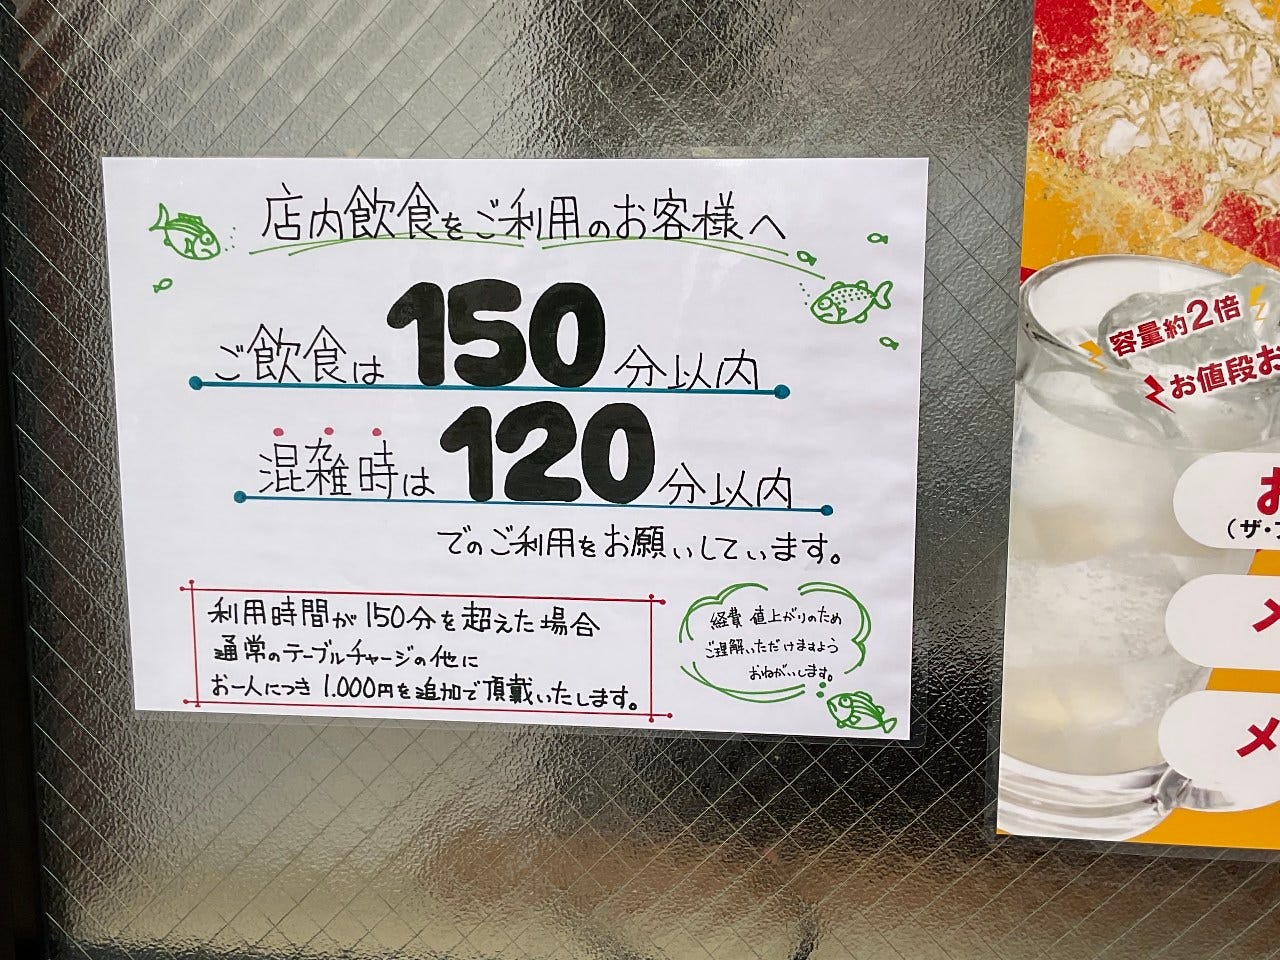 店内飲食をご利用のお客様へ
ご飲食は150分以内
混雑時は120分以内
でのご利用をお願いしています。
利用時間が150分を超えた場合
通常のテーブルチャージの他に
お一人につき1.000円を追加で頂戴いたします。
経費 値上がりのため
ご理解いただけますよう
おねがいします。
容量約2倍
お値段お
お
(ザ・
メ
メ